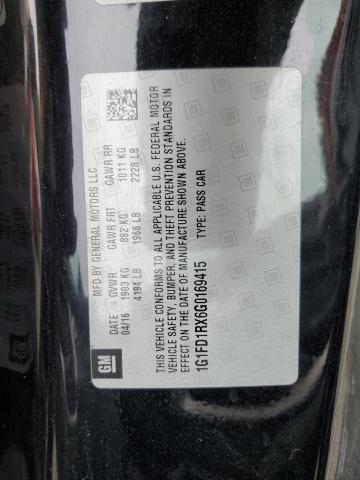 GM
MFD BY GENERAL MOTORS LLC
DATE GVWR GAWR FRT GAWR RR
04/16 1903 KG 892 KG 1011 KG
4194 LB 1966 LB 2228 LB
THIS VEHICLE CONFORMS TO ALL APPLICABLE U.S. FEDERAL MOTOR
VEHICLE SAFETY, BUMPER, AND THEFT PREVENTION STANDARDS IN
EFFECT ON THE DATE OF MANUFACTURE SHOWN ABOVE.
1G1FD1RX6G0169415 TYPE: PASS CAR